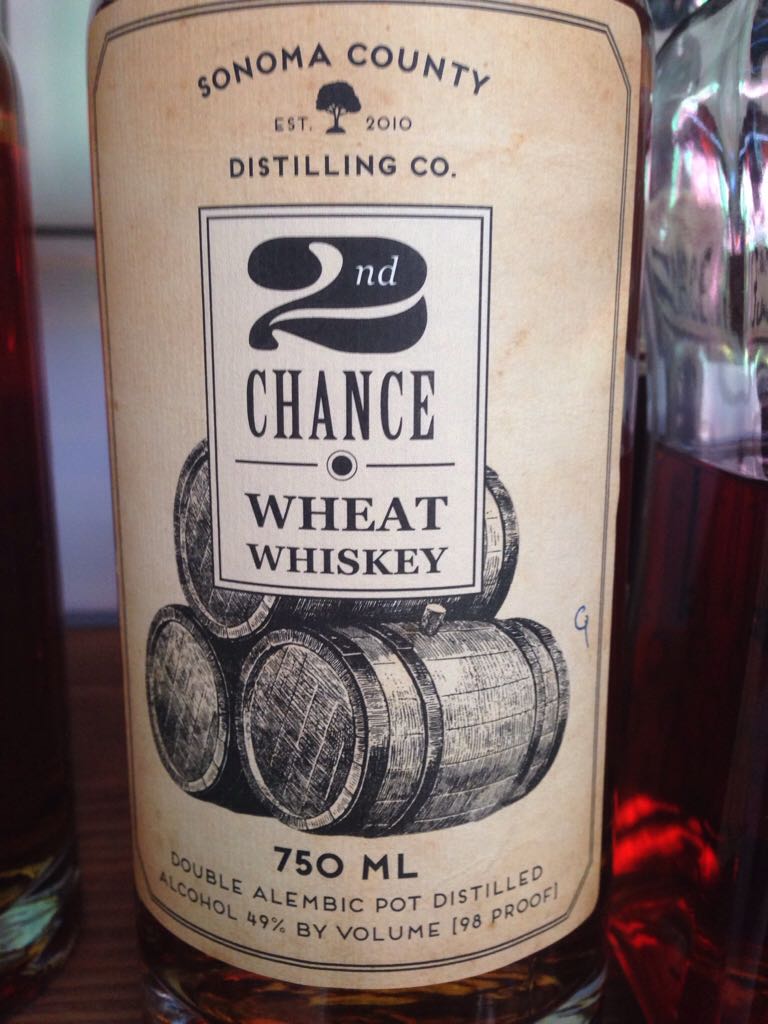 SONOMA COUNTY
EST. 2010
DISTILLING CO.
2nd
CHANCE
WHEAT
WHISKEY
G
750 ML
DOUBLE ALEMBIC POT DISTILLED
ALCOHOL 49% BY VOLUME [98 PROOF]